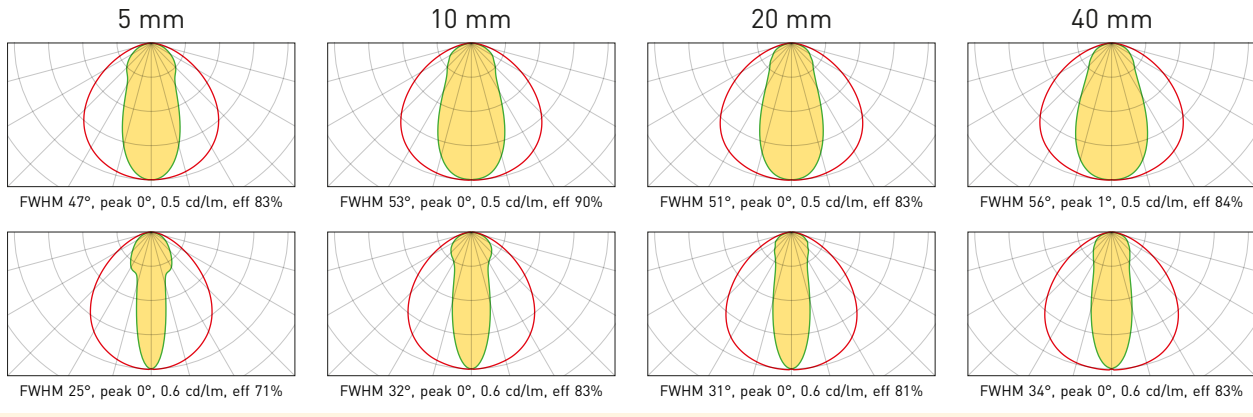 5 mm
10 mm
20 mm
40 mm
FWHM 47°, peak 0°, 0.5 cd/lm, eff 83%
FWHM 53°, peak 0°, 0.5 cd/lm, eff 90%
FWHM 51°, peak 0°, 0.5 cd/lm, eff 83%
FWHM 56°, peak 1°, 0.5 cd/lm, eff 84%
FWHM 25°, peak 0°, 0.6 cd/lm, eff 71%
FWHM 32°, peak 0°, 0.6 cd/lm, eff 83%
FWHM 31°, peak 0°, 0.6 cd/lm, eff 81%
FWHM 34°, peak 0°, 0.6 cd/lm, eff 83%